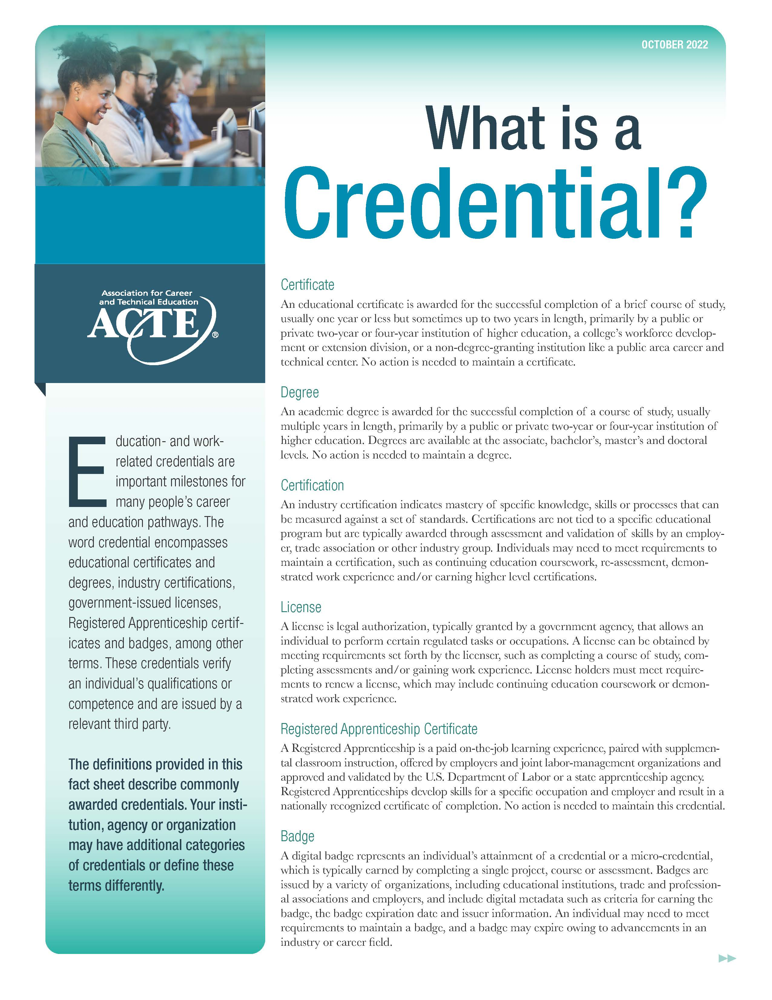 OCTOBER 2022
What is a
Credential?
Association for Career
and Technical Education
ACTE®
Education- and work-
related credentials are
important milestones for
many people's career
and education pathways. The
word credential encompasses
educational certificates and
degrees, industry certifications,
government-issued licenses,
Registered Apprenticeship certif-
icates and badges, among other
terms. These credentials verify
an individual's qualifications or
competence and are issued by a
relevant third party.
The definitions provided in this
fact sheet describe commonly
awarded credentials. Your insti-
tution, agency or organization
may have additional categories
of credentials or define these
terms differently.
Certificate
An educational certificate is awarded for the successful completion of a brief course of study,
usually one year or less but sometimes up to two years in length, primarily by a public or
private two-year or four-year institution of higher education, a college's workforce develop-
ment or extension division, or a non-degree-granting institution like a public area career and
technical center. No action is needed to maintain a certificate.
Degree
An academic degree is awarded for the successful completion of a course of study, usually
multiple years in length, primarily by a public or private two-year or four-year institution of
higher education. Degrees are available at the associate, bachelor's, master's and doctoral
levels. No action is needed to maintain a degree.
Certification
An industry certification indicates mastery of specific knowledge, skills or processes that can
be measured against a set of standards. Certifications are not tied to a specific educational
program but are typically awarded through assessment and validation of skills by an employ-
er, trade association or other industry group. Individuals may need to meet requirements to
maintain a certification, such as continuing education coursework, re-assessment, demon-
strated work experience and/or earning higher level certifications.
License
A license is legal authorization, typically granted by a government agency, that allows an
individual to perform certain regulated tasks or occupations. A license can be obtained by
meeting requirements set forth by the licenser, such as completing a course of study, com-
pleting assessments and/or gaining work experience. License holders must meet require-
ments to renew a license, which may include continuing education coursework or demon-
strated work experience.
Registered Apprenticeship Certificate
A Registered Apprenticeship is a paid on-the-job learning experience, paired with supplemen-
tal classroom instruction, offered by employers and joint labor-management organizations and
approved and validated by the U.S. Department of Labor or a state apprenticeship agency.
Registered Apprenticeships develop skills for a specific occupation and employer and result in a
nationally recognized certificate of completion. No action is needed to maintain this credential.
Badge
A digital badge represents an individual's attainment of a credential or a micro-credential,
which is typically earned by completing a single project, course or assessment. Badges are
issued by a variety of organizations, including educational institutions, trade and profession-
al associations and employers, and include digital metadata such as criteria for earning the
badge, the badge expiration date and issuer information. An individual may need to meet
requirements to maintain a badge, and a badge may expire owing to advancements in an
industry or career field.